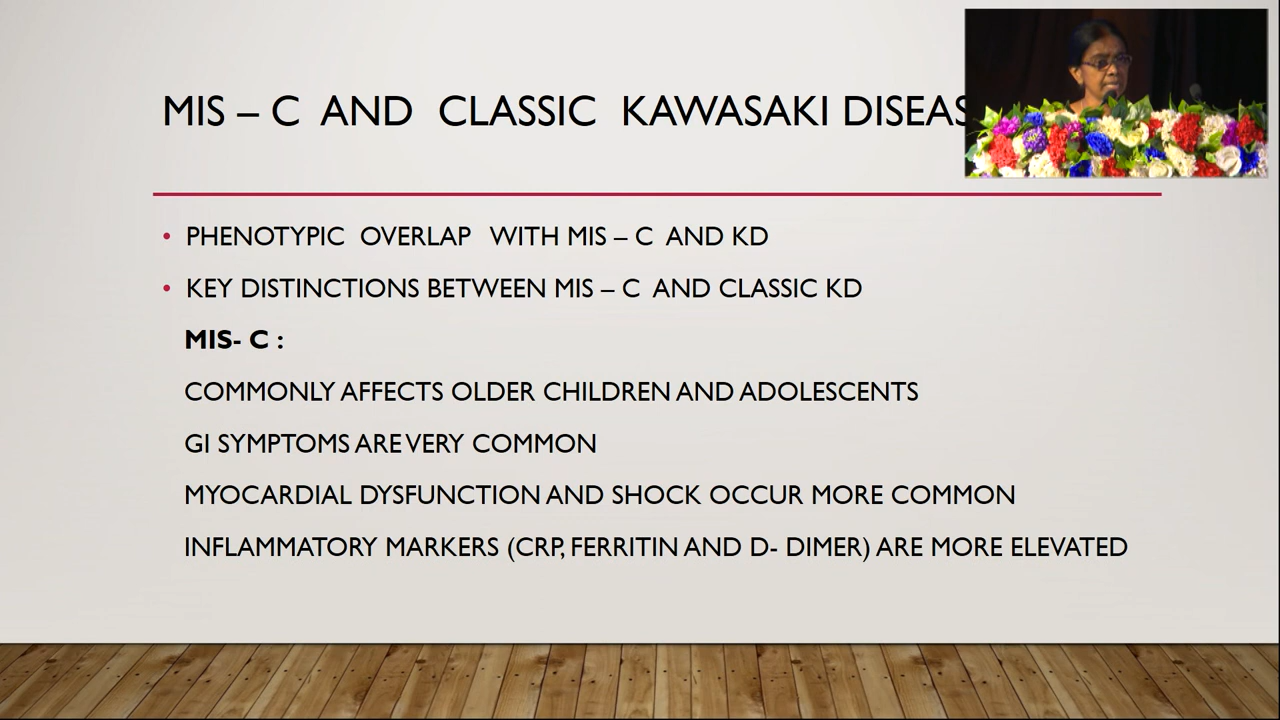 MIS – C AND CLASSIC KAWASAKI DISEAS
• PHENOTYPIC OVERLAP WITH MIS – C AND KD
• KEY DISTINCTIONS BETWEEN MIS – C AND CLASSIC KD
MIS- C :
COMMONLY AFFECTS OLDER CHILDREN AND ADOLESCENTS
GI SYMPTOMS ARE VERY COMMON
MYOCARDIAL DYSFUNCTION AND SHOCK OCCUR MORE COMMON
INFLAMMATORY MARKERS (CRP, FERRITIN AND D- DIMER) ARE MORE ELEVATED